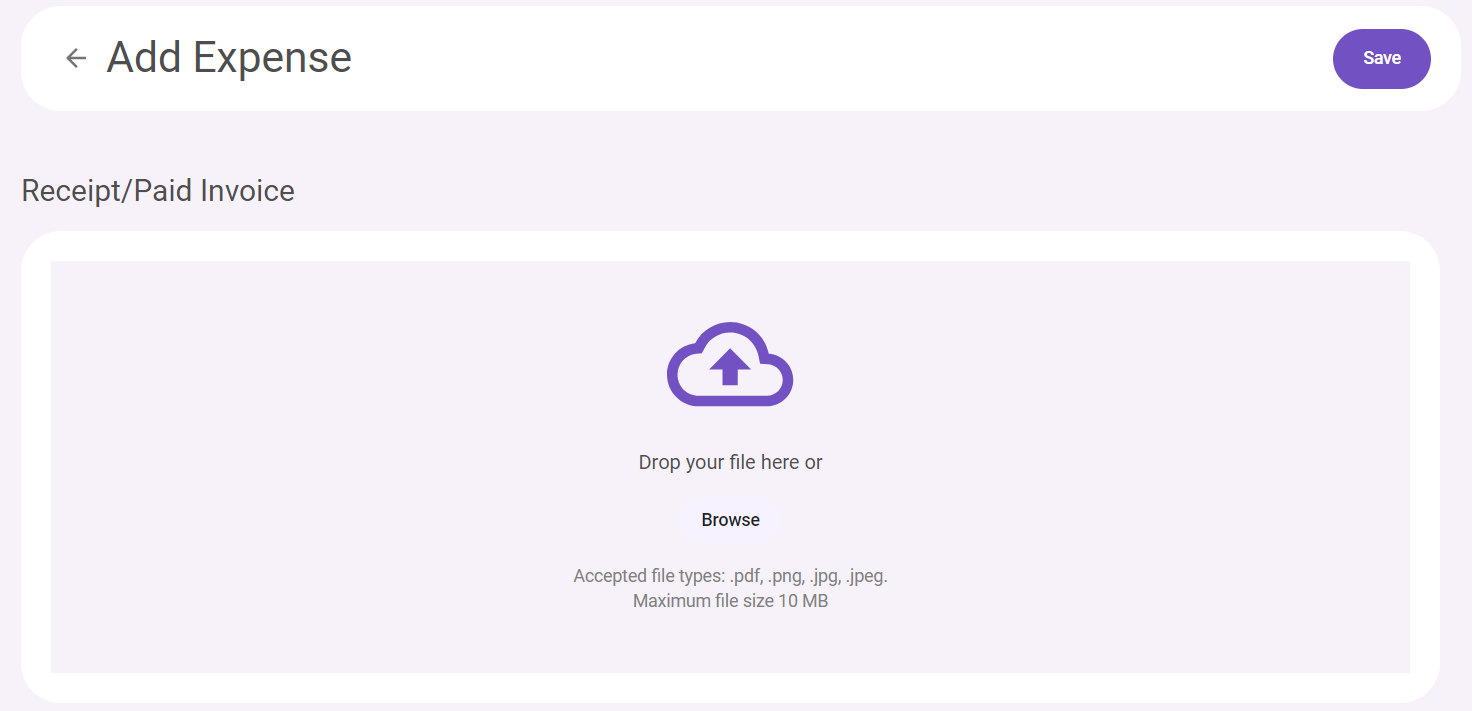 Add Expense
Save
Receipt/Paid Invoice
Drop your file here or
Browse
Accepted file types: .pdf, .png, .jpg, .jpeg.
Maximum file size 10 MB